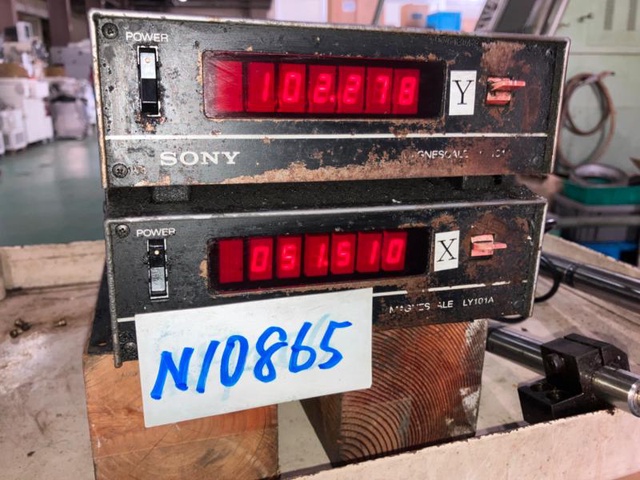 POWER
102.278
Y
SONY
POWER
051.510
X
LY101A
N10865